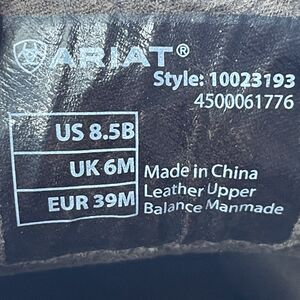 ARIAT®
Style: 10023193
4500061776
US 8.5B
UK 6M
EUR 39M
Made in China
Leather Upper
Balance Manmade